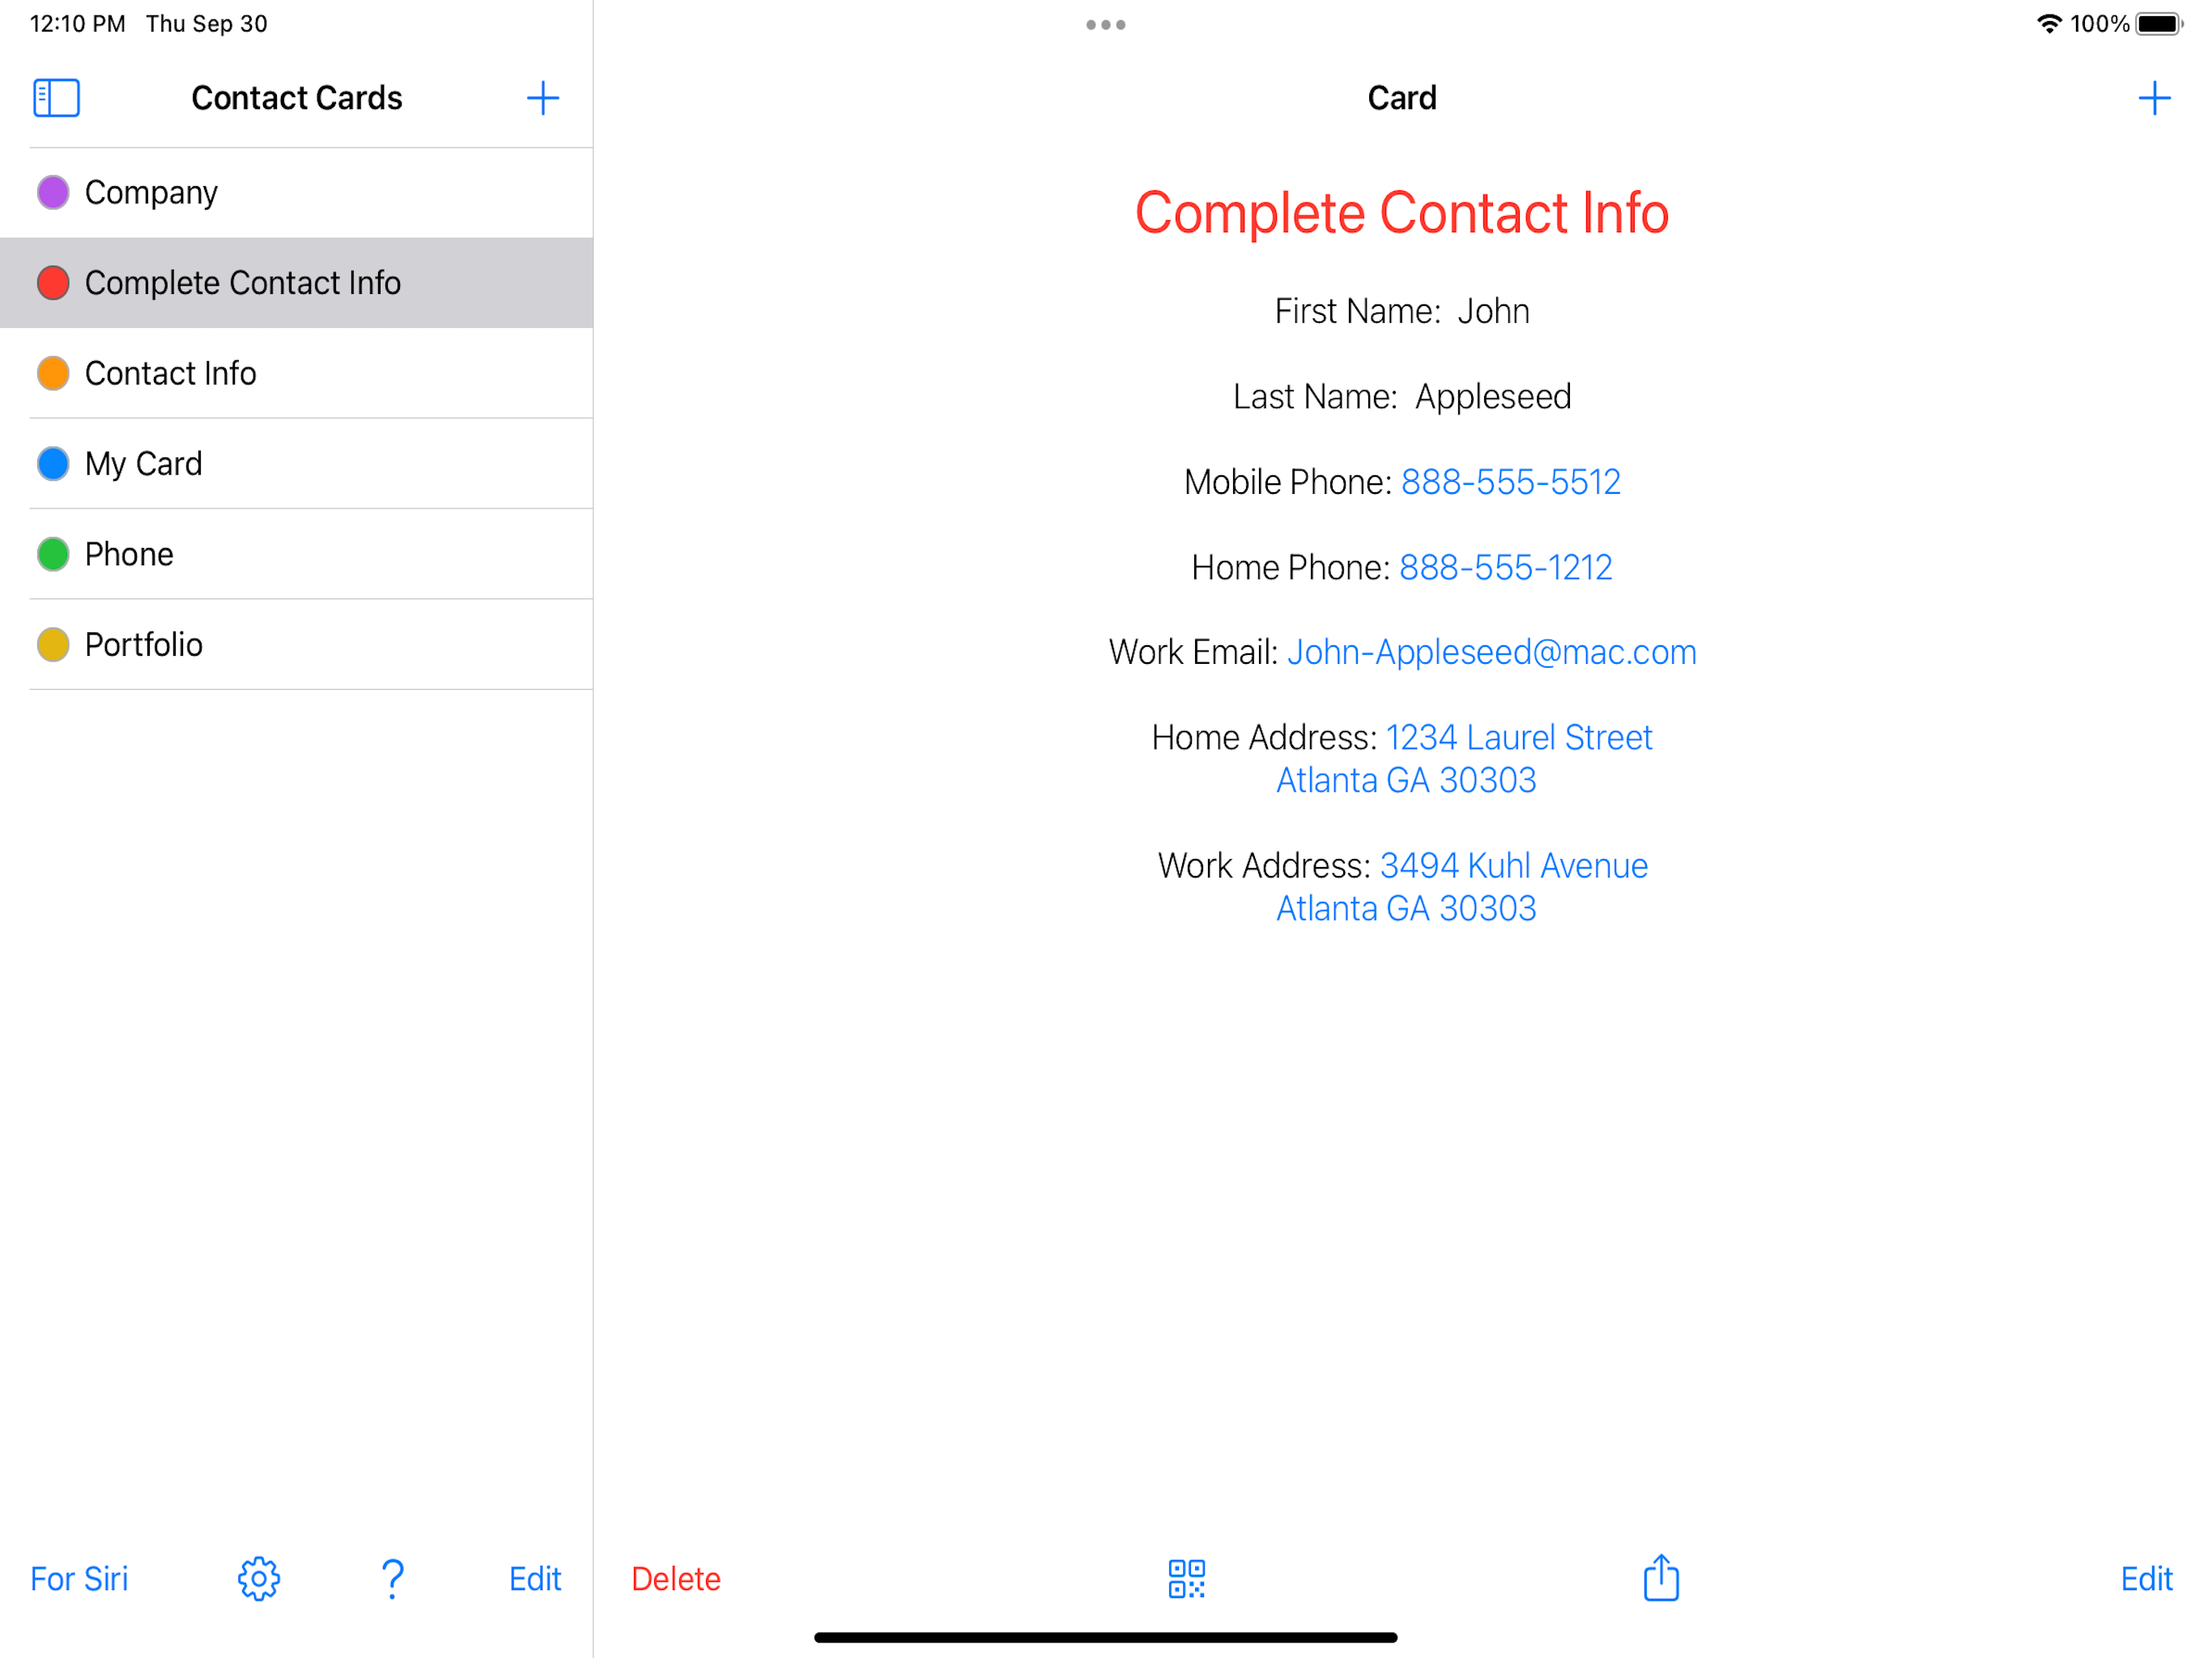 12:10 PM Thu Sep 30
100%
Contact Cards
Company
Complete Contact Info
Contact Info
My Card
Phone
Portfolio
For Siri
?
Edit
Card
Complete Contact Info
First Name: John
Last Name: Appleseed
Mobile Phone: 888-555-5512
Home Phone: 888-555-1212
Work Email: John-Appleseed@mac.com
Home Address: 1234 Laurel Street
Atlanta GA 30303
Work Address: 3494 Kuhl Avenue
Atlanta GA 30303
Delete
Edit